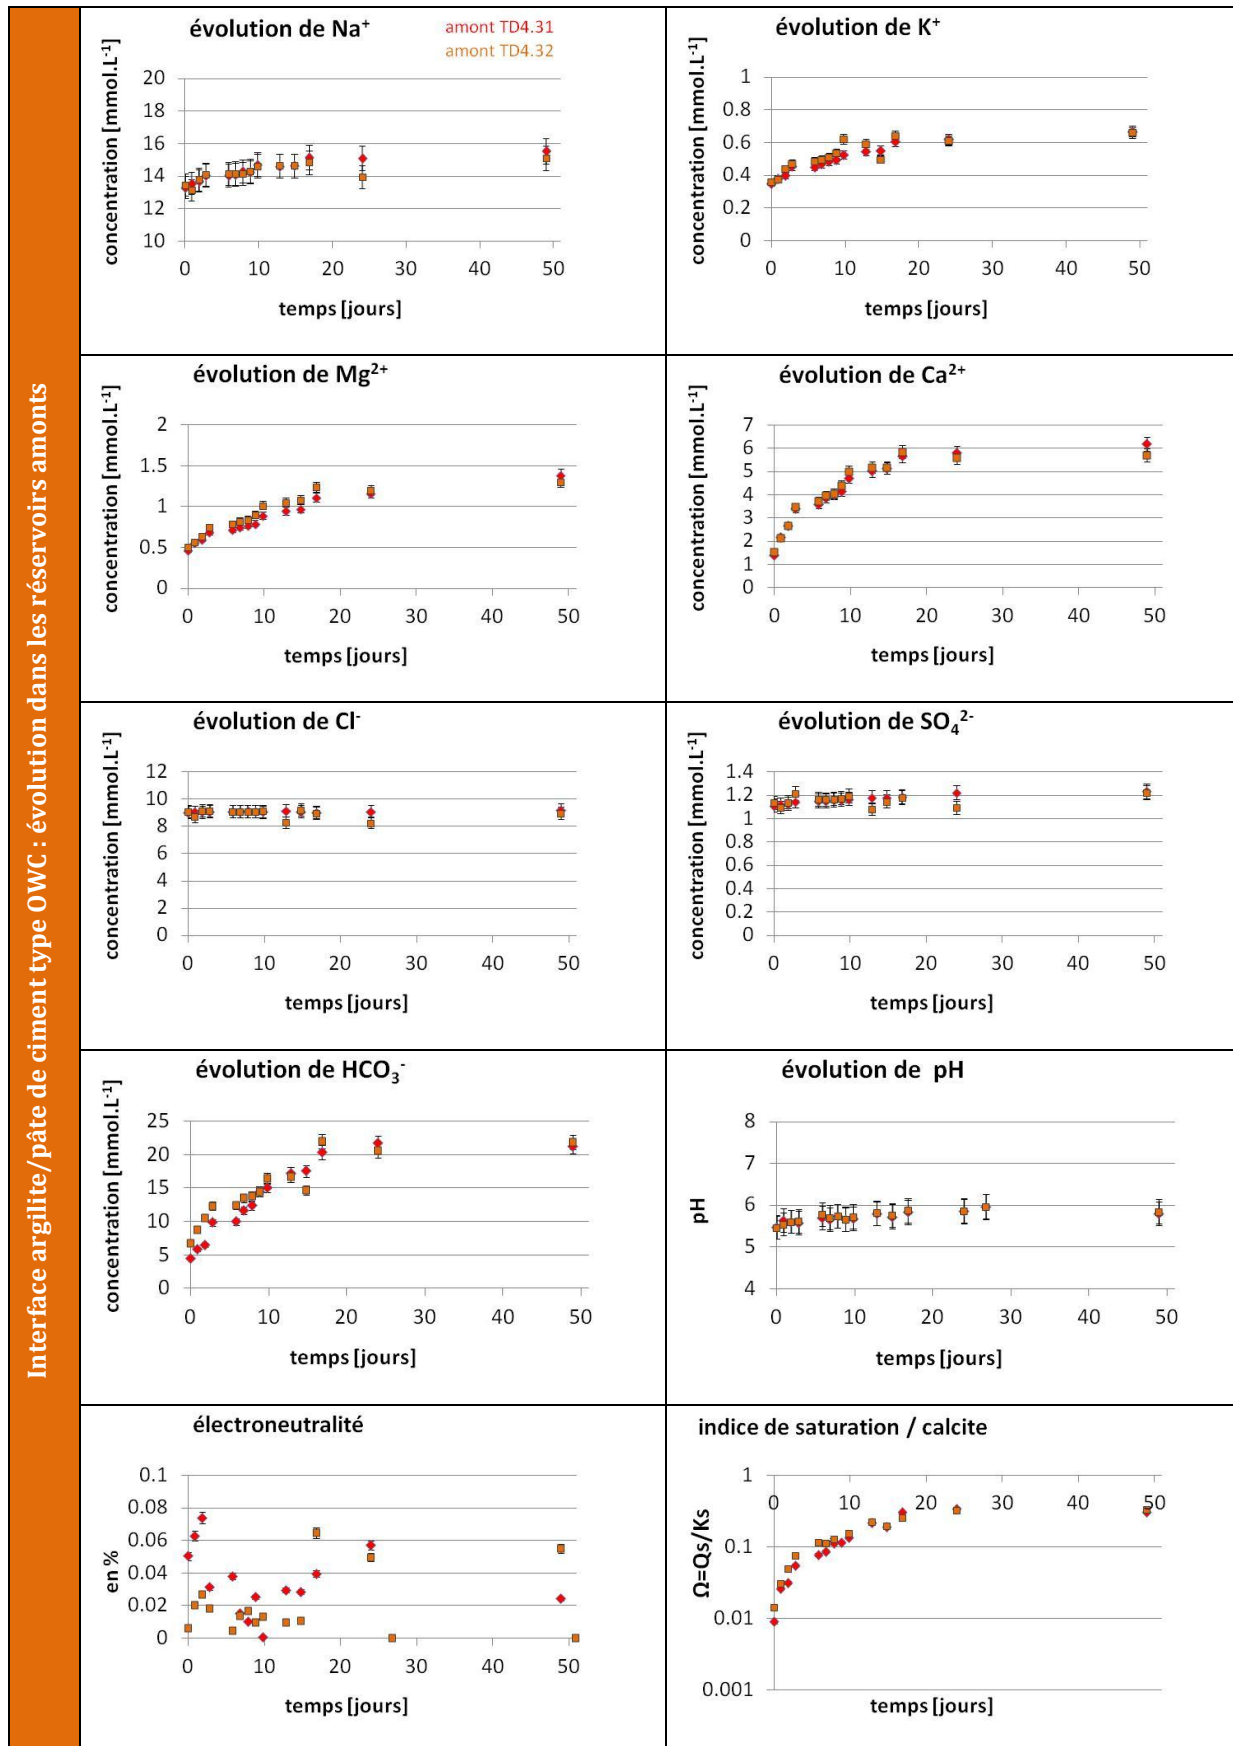 Interface argilite/pâte de ciment type OWC : évolution dans les réservoirs amonts
évolution de Na⁺
amont TD4.31
amont TD4.32
concentration [mmol.L⁻¹]
20
18
16
14
12
10
0 10 20 30 40 50
temps [jours]
évolution de K⁺
concentration [mmol.L⁻¹]
1
0.8
0.6
0.4
0.2
0
0 10 20 30 40 50
temps [jours]
évolution de Mg²⁺
concentration [mmol.L⁻¹]
2
1.5
1
0.5
0
0 10 20 30 40 50
temps [jours]
évolution de Ca²⁺
concentration [mmol.L⁻¹]
7
6
5
4
3
2
1
0
0 10 20 30 40 50
temps [jours]
évolution de Cl⁻
concentration [mmol.L⁻¹]
12
10
8
6
4
2
0
0 10 20 30 40 50
temps [jours]
évolution de SO₄²⁻
concentration [mmol.L⁻¹]
1.4
1.2
1
0.8
0.6
0.4
0.2
0
0 10 20 30 40 50
temps [jours]
évolution de HCO₃⁻
concentration [mmol.L⁻¹]
25
20
15
10
5
0
0 10 20 30 40 50
temps [jours]
évolution de pH
pH
8
7
6
5
4
0 10 20 30 40 50
temps [jours]
électroneutralité
en %
0.1
0.08
0.06
0.04
0.02
0
0 10 20 30 40 50
temps [jours]
indice de saturation / calcite
Ω=Qs/Ks
1
0.1
0.01
0.001
0 10 20 30 40 50
temps [jours]